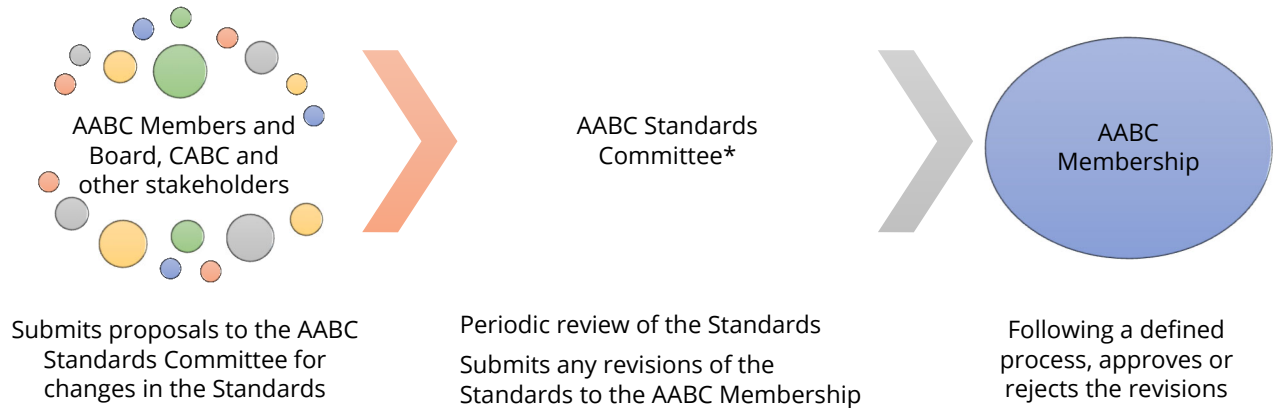 AABC Members and
Board, CABC and
other stakeholders
AABC Standards
Committee*
AABC
Membership
Submits proposals to the AABC
Standards Committee for
changes in the Standards
Periodic review of the Standards
Submits any revisions of the
Standards to the AABC Membership
Following a defined
process, approves or
rejects the revisions